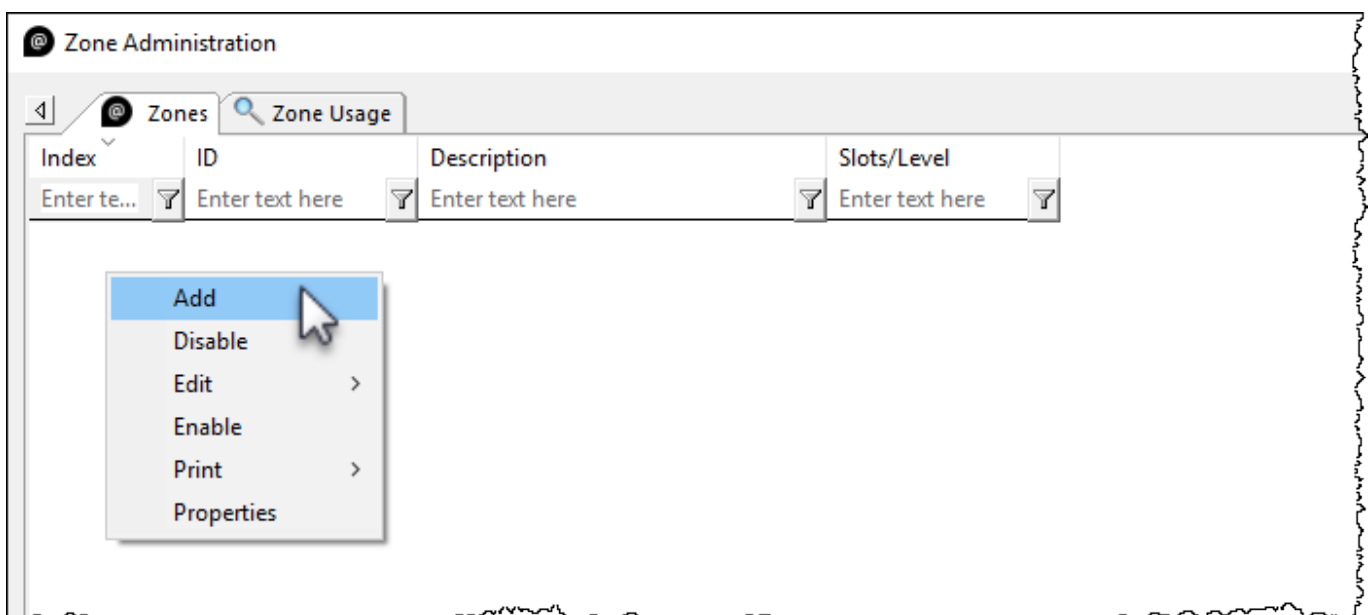 Zone Administration
Zones Zone Usage
Index ID Description Slots/Level
Enter te... Enter text here Enter text here Enter text here
Add
Disable
Edit >
Enable
Print >
Properties